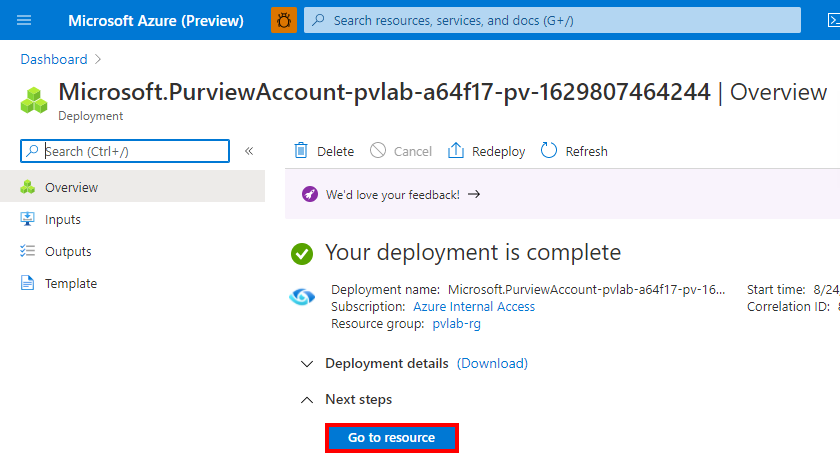 Microsoft Azure (Preview)
Search resources, services, and docs (G+/)
Dashboard
Microsoft.PurviewAccount-pvlab-a64f17-pv-1629807464244 | Overview
Deployment
Search (Ctrl+/)
Delete
Cancel
Redeploy
Refresh
Overview
Inputs
Outputs
Template
We'd love your feedback! →
Your deployment is complete
Deployment name: Microsoft.PurviewAccount-pvlab-a64f17-pv-16...
Subscription: Azure Internal Access
Resource group: pvlab-rg
Start time: 8/24
Correlation ID:
Deployment details (Download)
Next steps
Go to resource